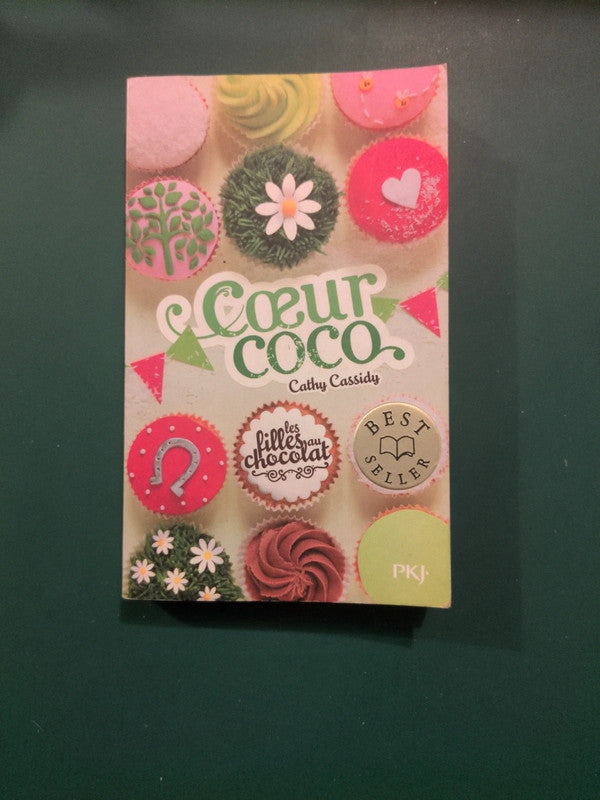 Cœur
coco
Cathy Cassidy
les
filles au
chocolat
BEST
SELLER
PKJ.